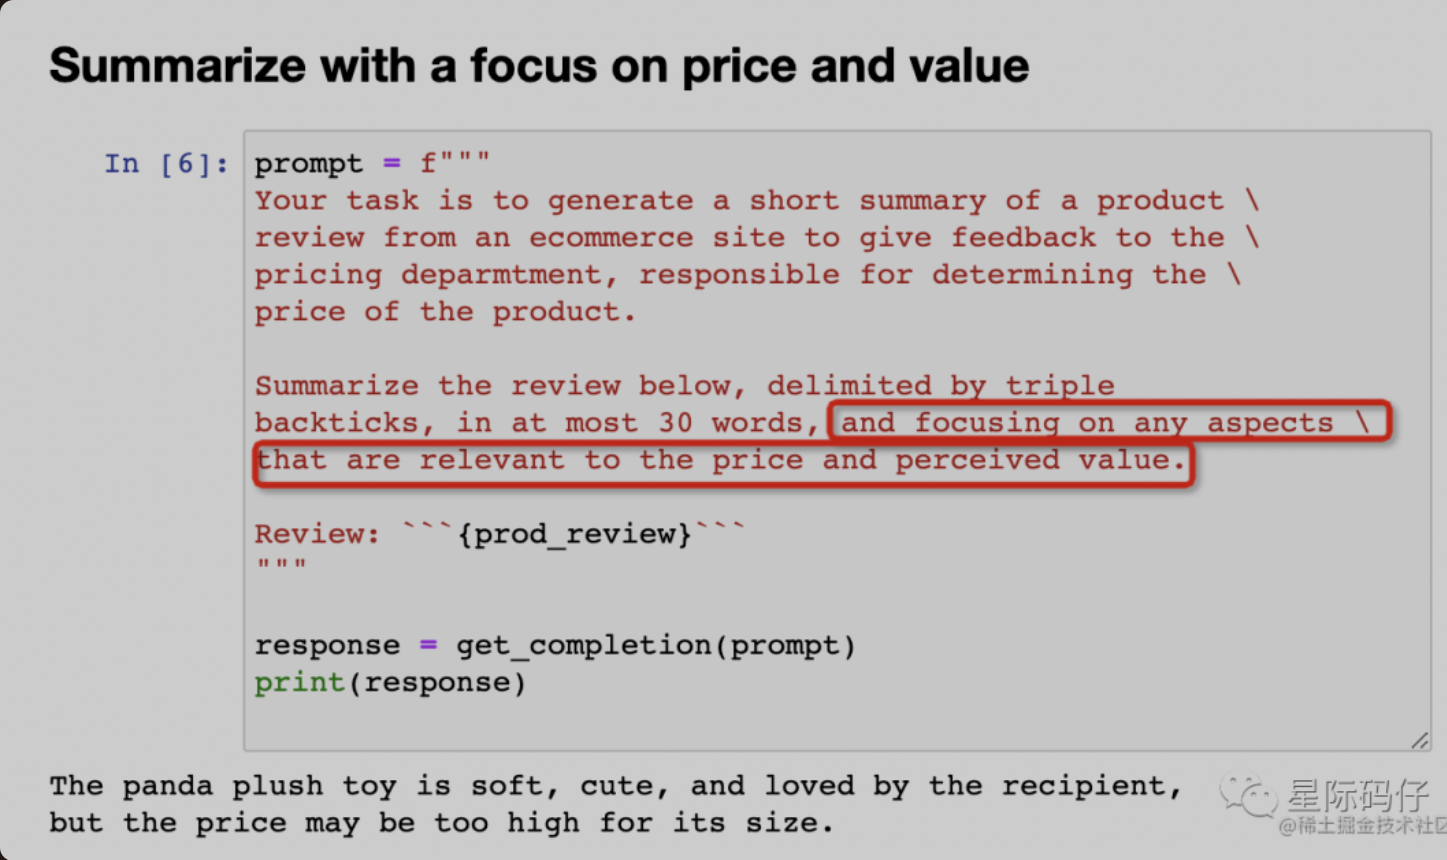 Summarize with a focus on price and value
In [6]: prompt = f"""
Your task is to generate a short summary of a product \
review from an ecommerce site to give feedback to the \
pricing deparmtment, responsible for determining the \
price of the product.
Summarize the review below, delimited by triple
backticks, in at most 30 words, and focusing on any aspects \
that are relevant to the price and perceived value.
Review: ```{prod_review}```
"""
response = get_completion(prompt)
print(response)
The panda plush toy is soft, cute, and loved by the recipient,
but the price may be too high for its size.
星际码仔
@稀土掘金技术社区